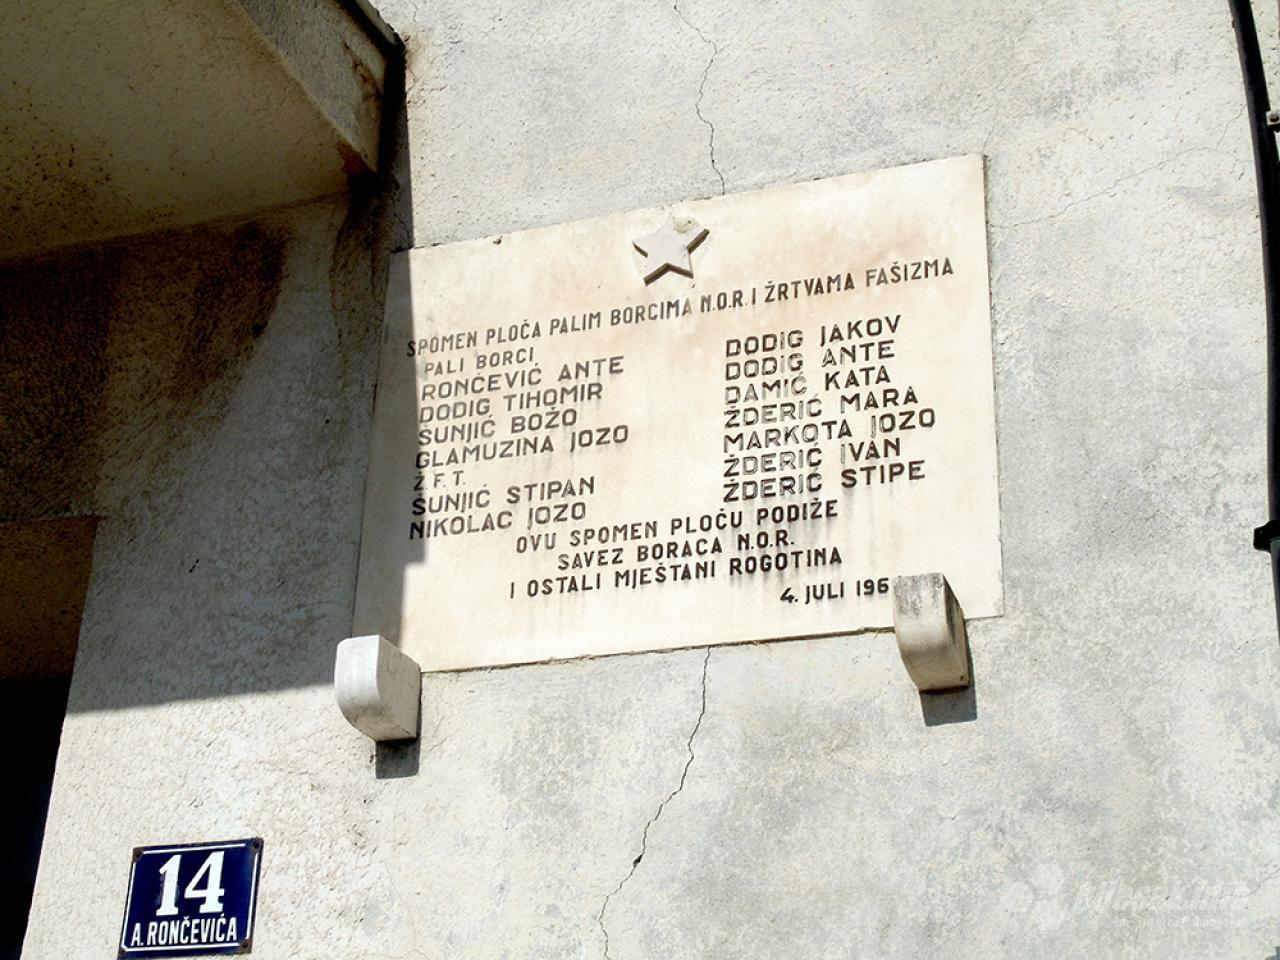 SPOMEN PLOČA PALIM BORCIMA N.O.R. I ŽRTVAMA FAŠIZMA
PALI BORCI
RONČEVIĆ ANTE
DODIG TIHOMIR
ŠUNJIĆ BOŽO
GLAMUZINA JOZO
Ž.F.T.
ŠUNJIĆ STIPAN
NIKOLAC JOZO
DODIG JAKOV
DODIG ANTE
DAMIĆ KATA
ŽDERIĆ MARA
MARKOTA JOZO
ŽDERIĆ IVAN
ŽDERIĆ STIPE
OVU SPOMEN PLOČU PODIŽE
SAVEZ BORACA N.O.R.
I OSTALI MJEŠTANI ROGOTINA
4. JULI 196
14
A. RONČEVIĆA